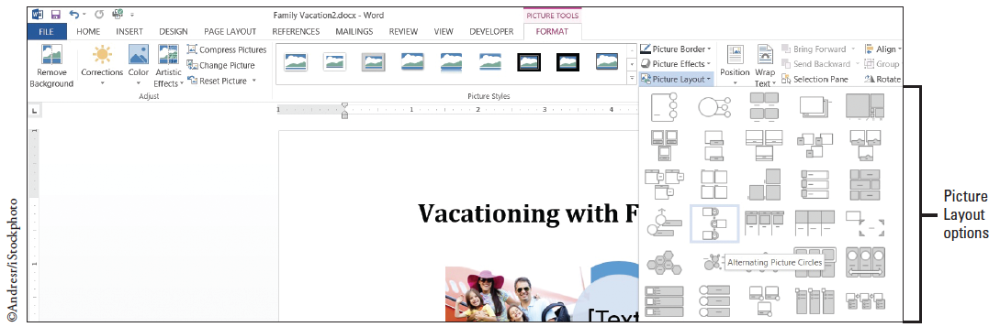 Family Vacation2.docx - Word
PICTURE TOOLS
FILE HOME INSERT DESIGN PAGE LAYOUT REFERENCES MAILINGS REVIEW VIEW DEVELOPER FORMAT
Remove Background
Corrections
Color
Artistic Effects
Compress Pictures
Change Picture
Reset Picture
Adjust
Picture Styles
Picture Border
Picture Effects
Picture Layout
Position
Wrap Text
Bring Forward
Send Backward
Selection Pane
Align
Group
Rotate
L
1 1 2 3 4
1
1
Vacationing with F
[Text
Alternating Picture Circles
Picture
Layout
options
©Andresr/iStockphoto